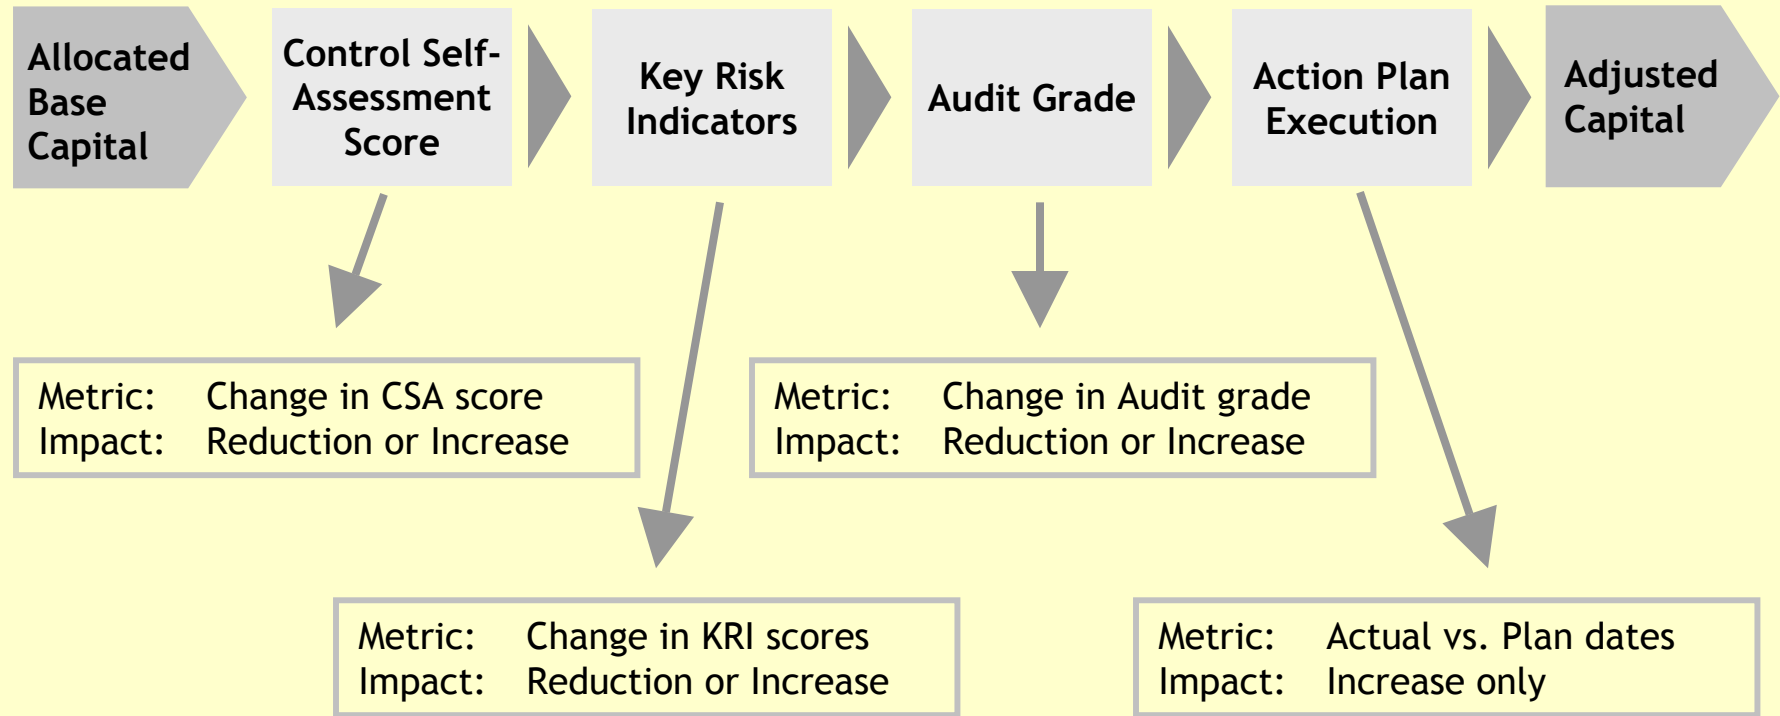 Allocated
Base
Capital
Control Self-
Assessment
Score
Key Risk
Indicators
Audit Grade
Action Plan
Execution
Adjusted
Capital
Metric: Change in CSA score
Impact: Reduction or Increase
Metric: Change in Audit grade
Impact: Reduction or Increase
Metric: Change in KRI scores
Impact: Reduction or Increase
Metric: Actual vs. Plan dates
Impact: Increase only